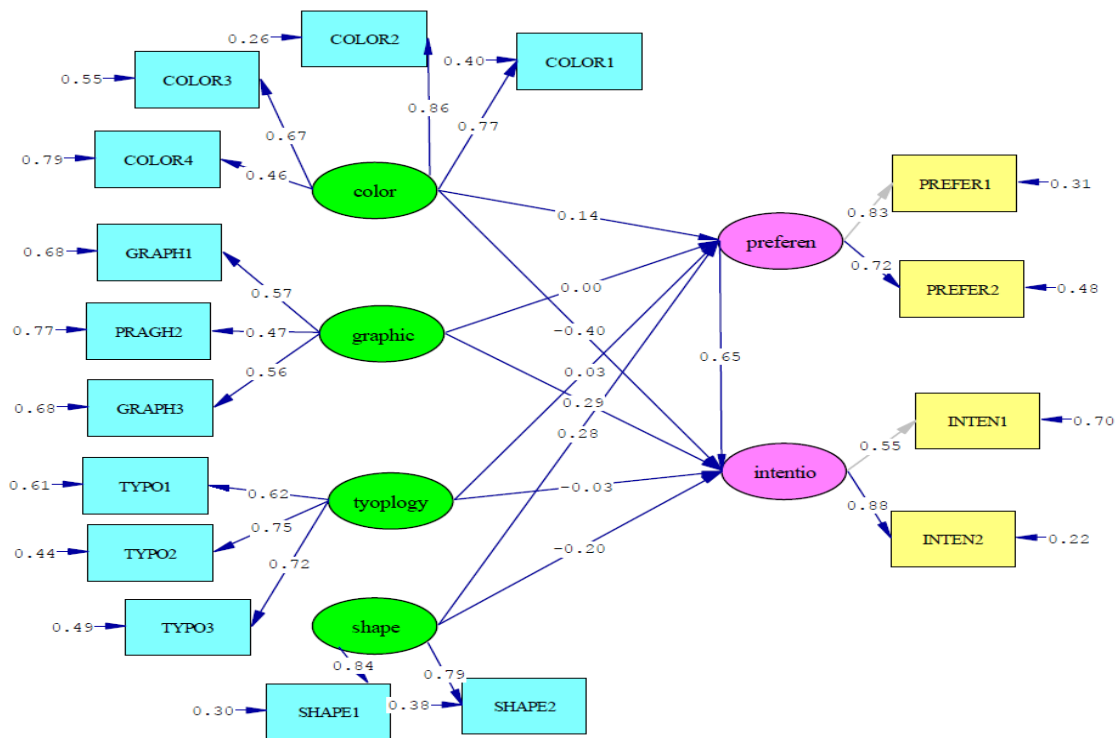 0.26 COLOR2
0.40 COLOR1
0.55 COLOR3
0.86
0.77
0.67
0.79 COLOR4
0.46
color
PREFER1 0.31
0.83
0.14
preferen
0.68 GRAPH1
0.57
0.72
PREFER2 0.48
0.00
0.77 PRAGH2
0.47
graphic
-0.40
0.65
0.56
0.03
0.68 GRAPH3
0.29
0.28
INTEN1 0.70
0.55
intentio
0.61 TYPO1
0.62
tyoplogy
-0.03
0.88
0.75
0.44 TYPO2
INTEN2 0.22
0.72
-0.20
0.49 TYPO3
shape
0.84
0.79
0.30 SHAPE1
0.38 SHAPE2